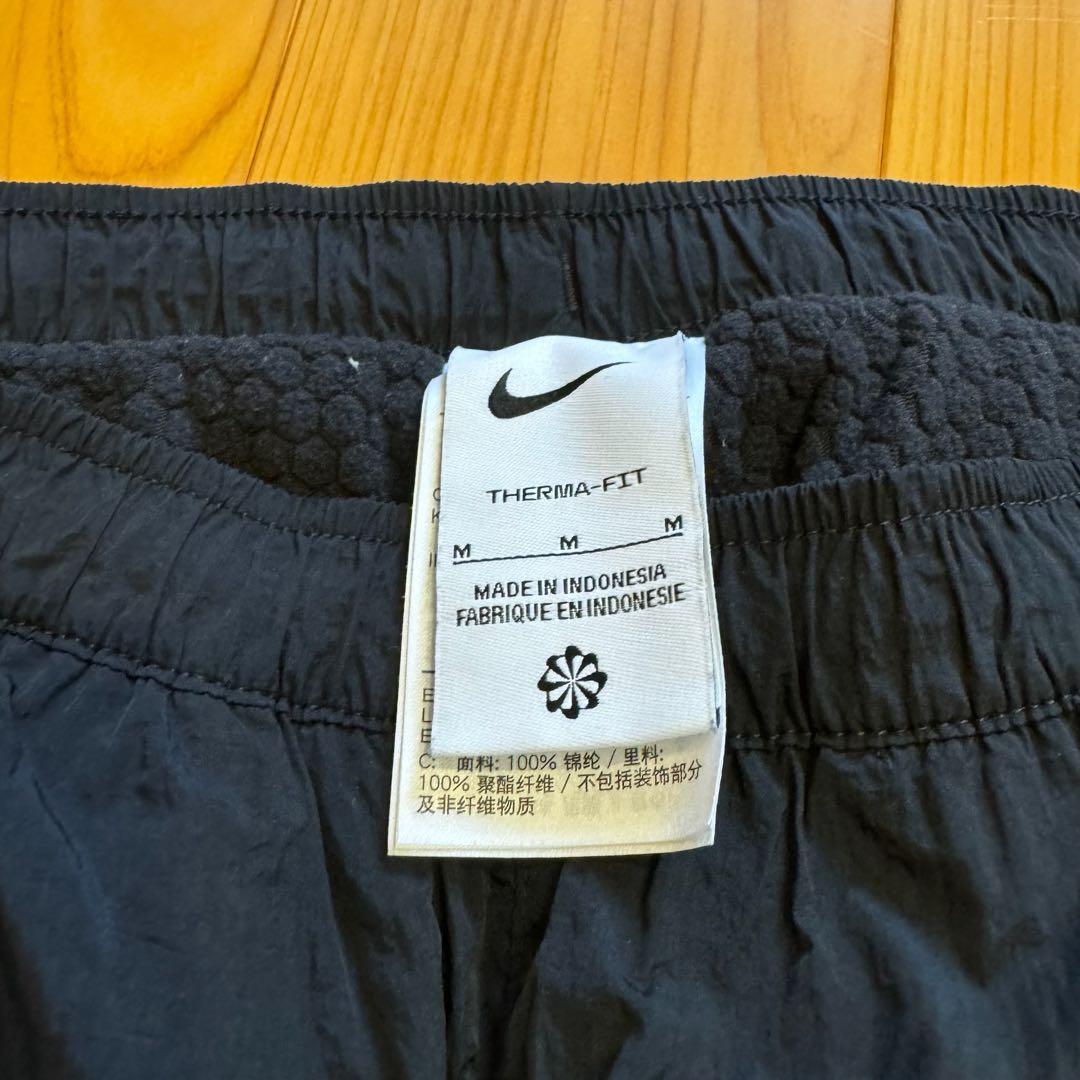 THERMA-FIT
M M M
MADE IN INDONESIA
FABRIQUE EN INDONESIE
C: 面料: 100% 锦纶 / 里料:
100% 聚酯纤维 / 不包括装饰部分
及非纤维物质